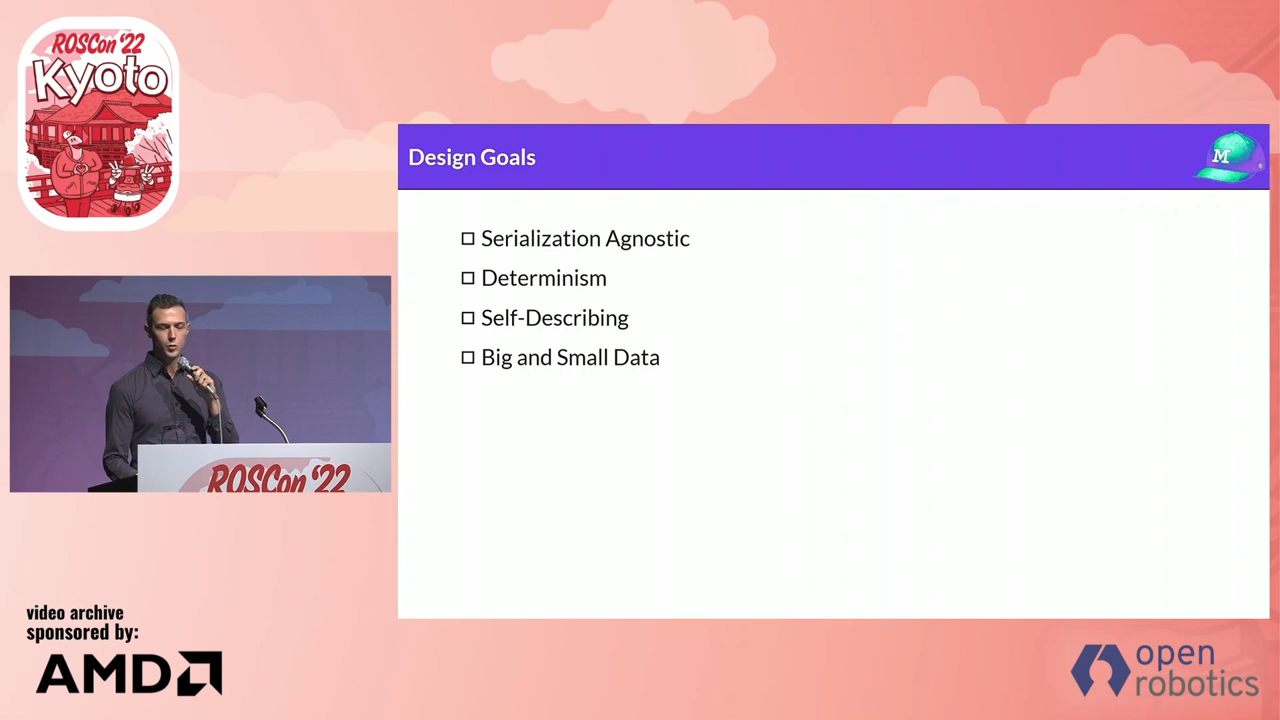 ROSCon '22
Kyoto
Design Goals
M
Serialization Agnostic
Determinism
Self-Describing
Big and Small Data
ROSCon '22
video archive
sponsored by:
AMD
open
robotics